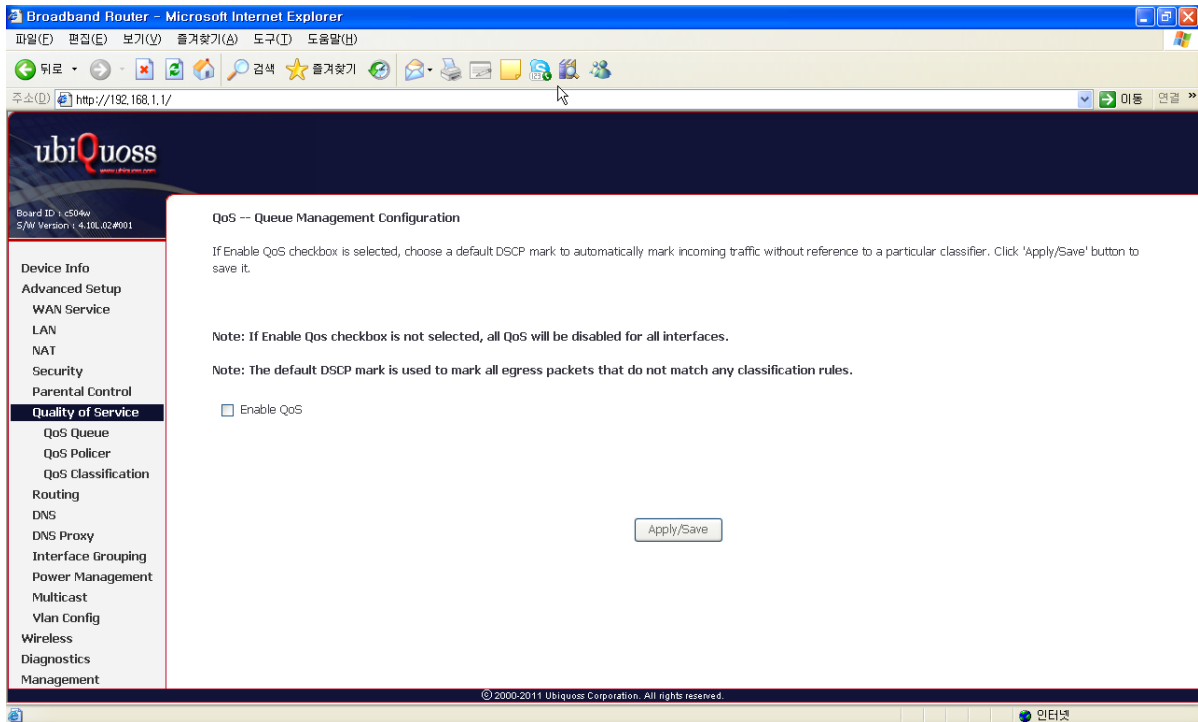 Broadband Router - Microsoft Internet Explorer
파일(F) 편집(E) 보기(V) 즐겨찾기(A) 도구(T) 도움말(H)
뒤로 검색 즐겨찾기
주소(D) http://192.168.1.1/ 이동 연결 »
ubiQuoss
www.ubiquoss.com
Board ID : c504w
S/W Version : 4.10L.02#001
Device Info
Advanced Setup
WAN Service
LAN
NAT
Security
Parental Control
Quality of Service
QoS Queue
QoS Policer
QoS Classification
Routing
DNS
DNS Proxy
Interface Grouping
Power Management
Multicast
Vlan Config
Wireless
Diagnostics
Management
QoS -- Queue Management Configuration
If Enable QoS checkbox is selected, choose a default DSCP mark to automatically mark incoming traffic without reference to a particular classifier. Click 'Apply/Save' button to
save it.
Note: If Enable Qos checkbox is not selected, all QoS will be disabled for all interfaces.
Note: The default DSCP mark is used to mark all egress packets that do not match any classification rules.
Enable QoS
Apply/Save
© 2000-2011 Ubiquoss Corporation. All rights reserved.
인터넷